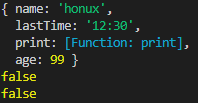 { name: 'honux',
  lastTime: '12:30',
  print: [Function: print],
  age: 99 }
false
false